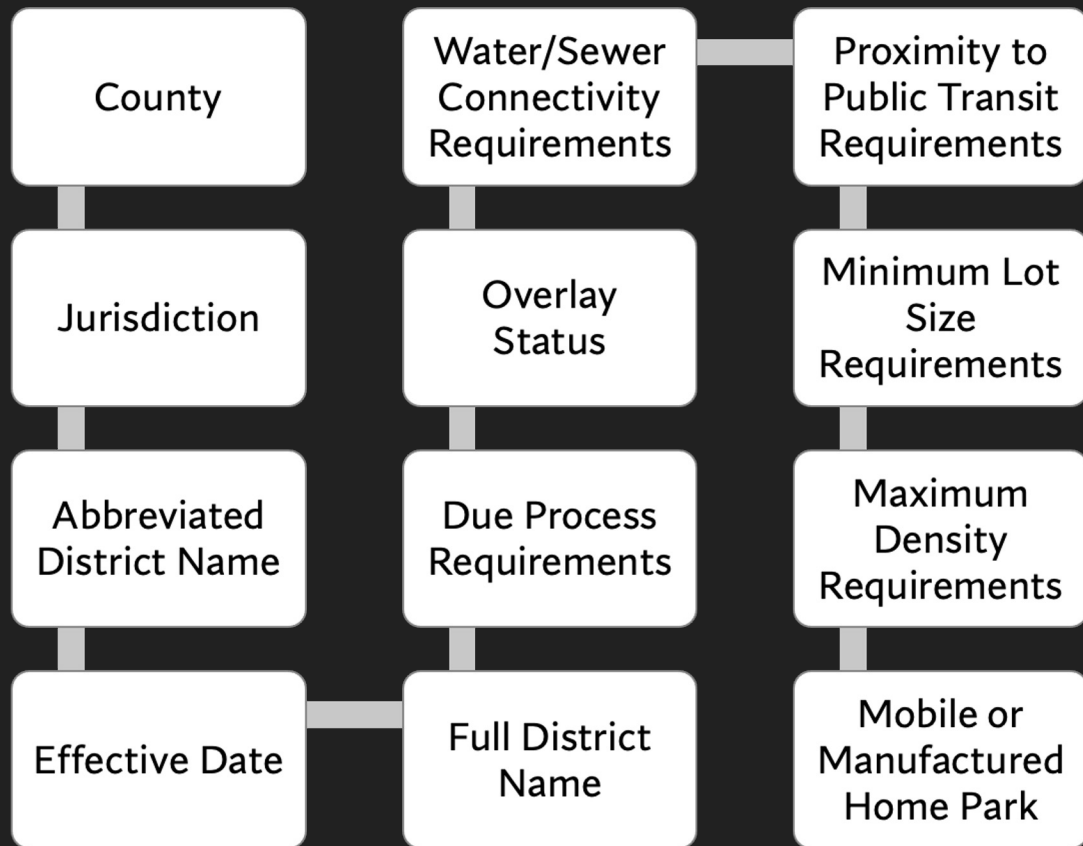 County
Jurisdiction
Abbreviated
District Name
Effective Date
Full District
Name
Due Process
Requirements
Overlay
Status
Water/Sewer
Connectivity
Requirements
Proximity to
Public Transit
Requirements
Minimum Lot
Size
Requirements
Maximum
Density
Requirements
Mobile or
Manufactured
Home Park